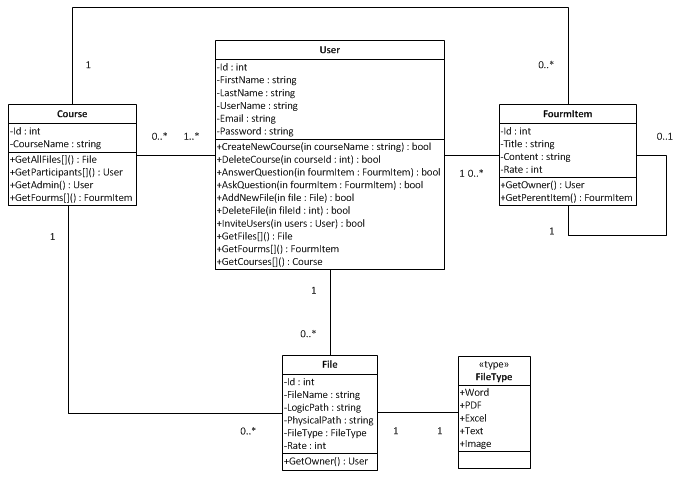 User
-Id : int
-FirstName : string
-LastName : string
-UserName : string
-Email : string
-Password : string
+CreateNewCourse(in courseName : string) : bool
+DeleteCourse(in courseId : int) : bool
+AnswerQuestion(in fourmItem : FourmItem) : bool
+AskQuestion(in fourmItem : FourmItem) : bool
+AddNewFile(in file : File) : bool
+DeleteFile(in fileId : int) : bool
+InviteUsers(in users : User) : bool
+GetFiles[]() : File
+GetFourms[]() : FourmItem
+GetCourses[]() : Course
1
0..*
Course
-Id : int
-CourseName : string
+GetAllFiles[]() : File
+GetParticipants[]() : User
+GetAdmin() : User
+GetFourms[]() : FourmItem
0..* 1..*
FourmItem
-Id : int
-Title : string
-Content : string
-Rate : int
+GetOwner() : User
+GetPerentItem() : FourmItem
0..1
1 0..*
1
1
1
0..*
File
-Id : int
-FileName : string
-LogicPath : string
-PhysicalPath : string
-FileType : FileType
-Rate : int
+GetOwner() : User
0..*
1 1
«type»
FileType
+Word
+PDF
+Excel
+Text
+Image